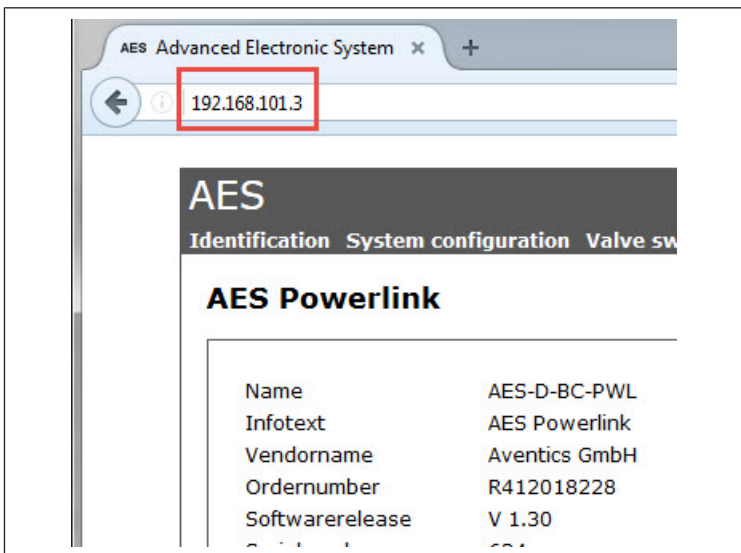 AES Advanced Electronic System × +
192.168.101.3
AES
Identification System configuration Valve sw
AES Powerlink
Name AES-D-BC-PWL
Infotext AES Powerlink
Vendorname Aventics GmbH
Ordernumber R412018228
Softwarerelease V 1.30